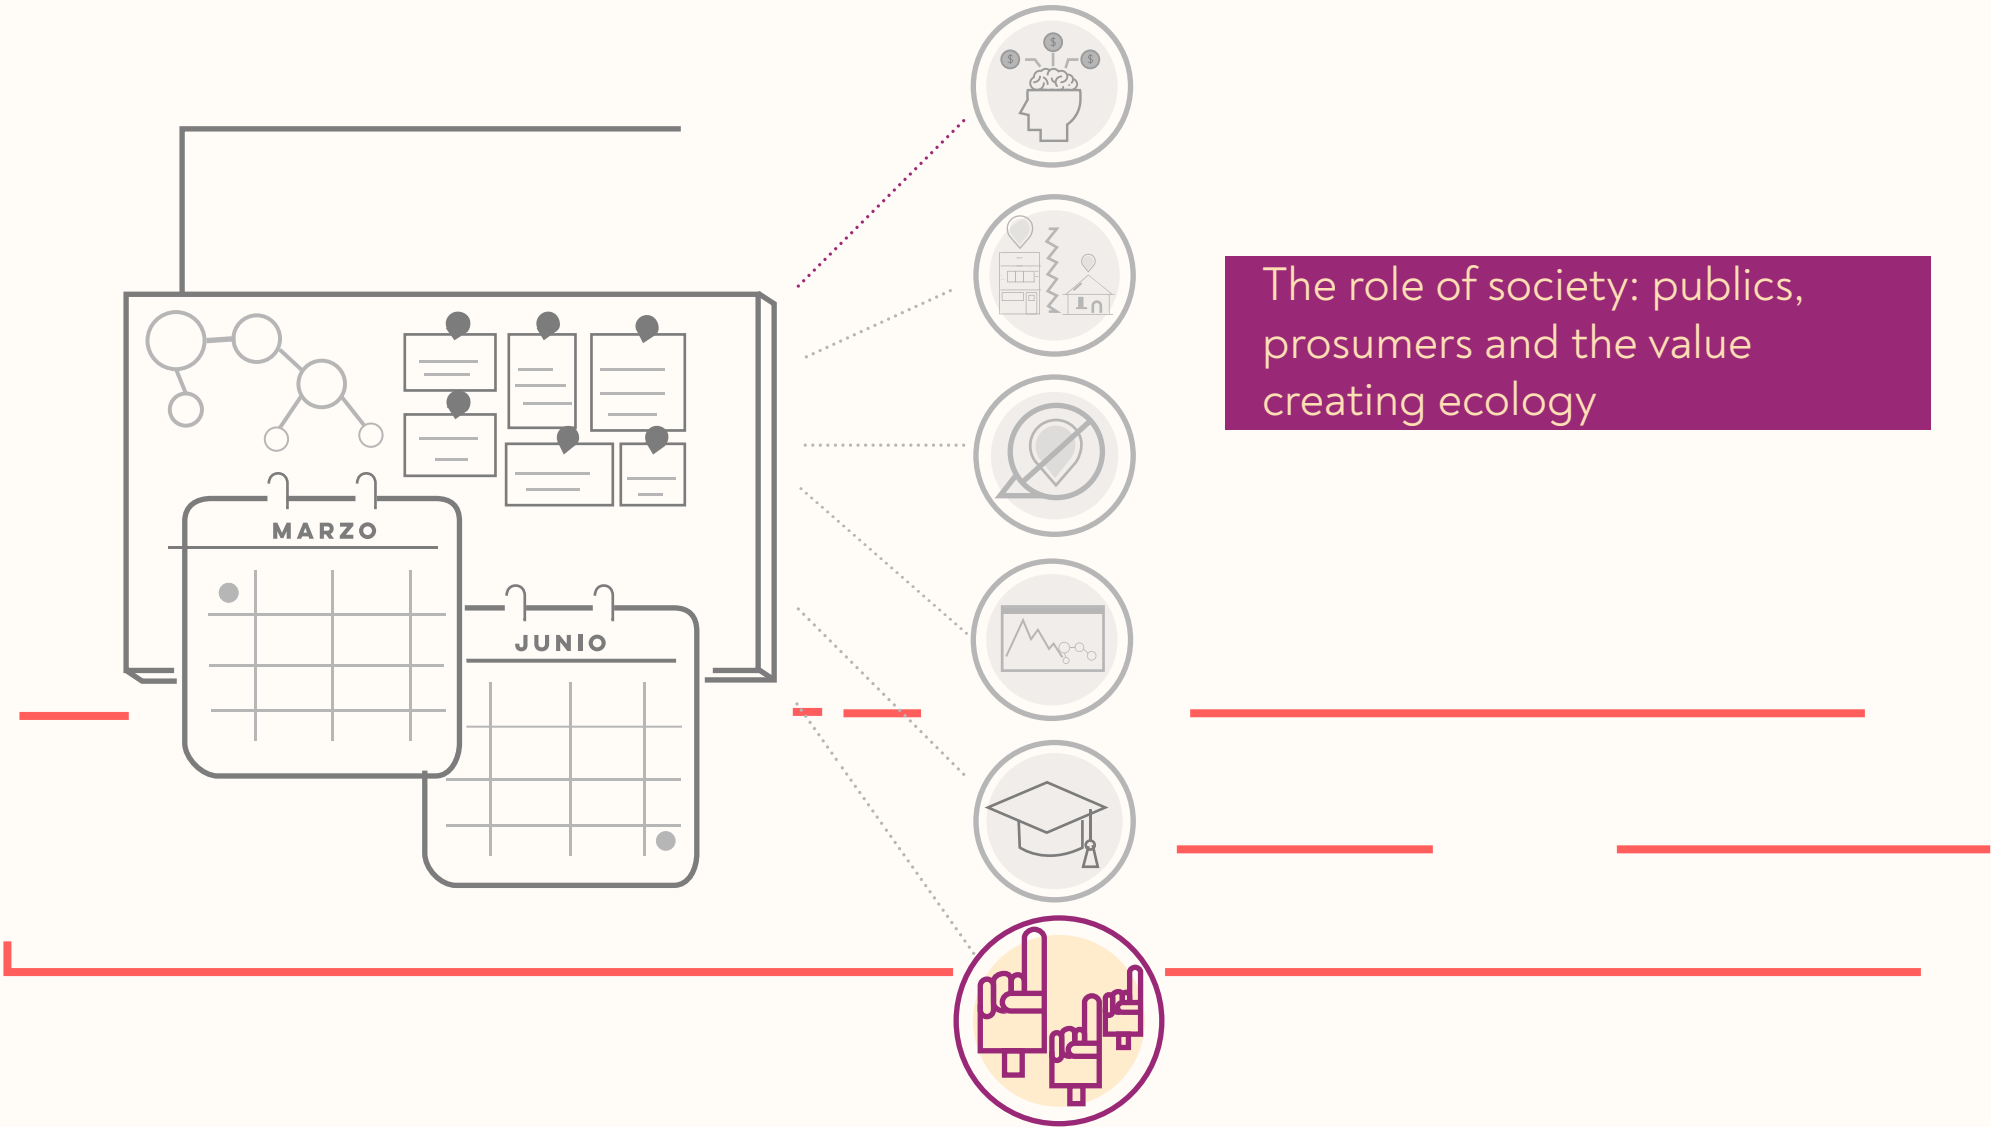 $
$ $
The role of society: publics,
prosumers and the value
creating ecology
MARZO
JUNIO